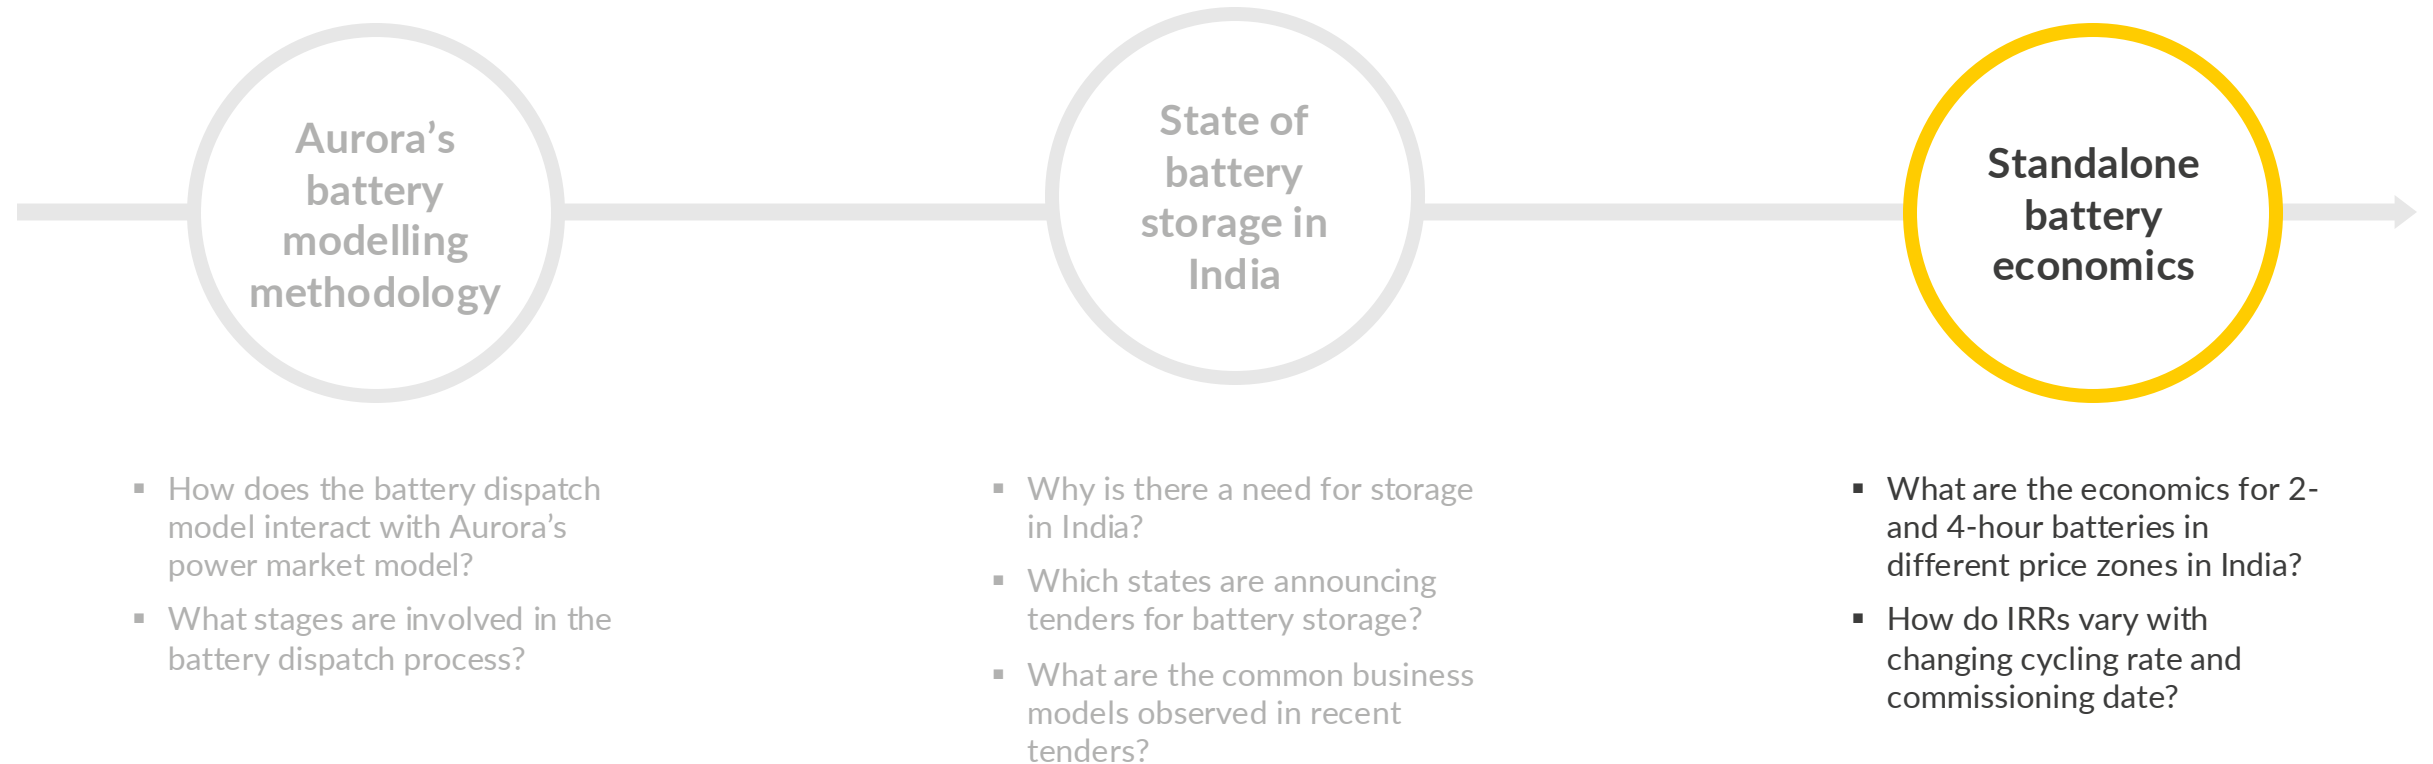 Aurora’s
battery
modelling
methodology
▪ How does the battery dispatch
model interact with Aurora’s
power market model?
▪ What stages are involved in the
battery dispatch process?
State of
battery
storage in
India
▪ Why is there a need for storage
in India?
▪ Which states are announcing
tenders for battery storage?
▪ What are the common business
models observed in recent
tenders?
Standalone
battery
economics
▪ What are the economics for 2-
and 4-hour batteries in
different price zones in India?
▪ How do IRRs vary with
changing cycling rate and
commissioning date?